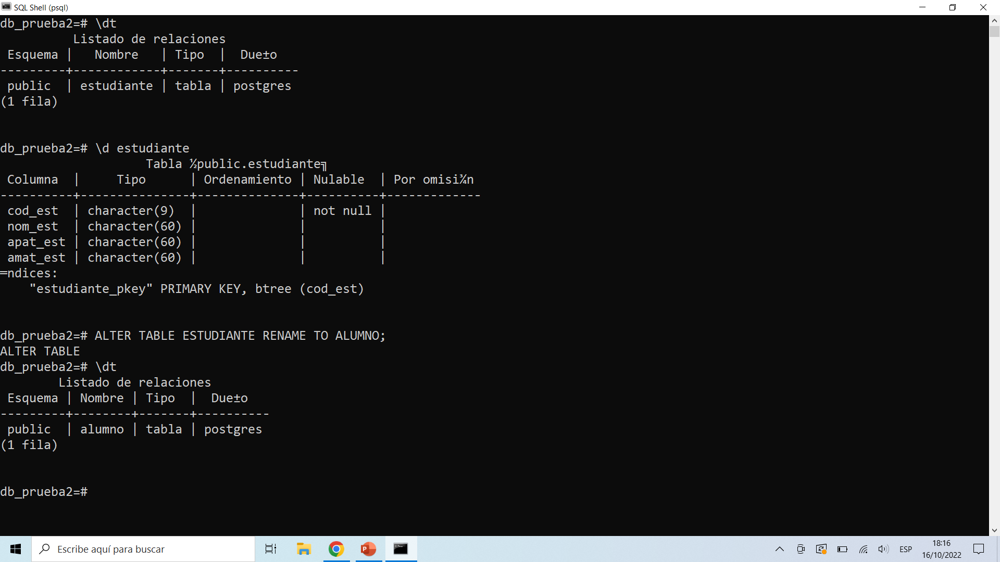 SQL Shell (psql)
db_prueba2=# \dt
Listado de relaciones
Esquema | Nombre | Tipo | Due±o
---------+------------+-------+----------
public | estudiante | tabla | postgres
(1 fila)
db_prueba2=# \d estudiante
Tabla ½public.estudiante╗
Columna | Tipo | Ordenamiento | Nulable | Por omisi¾n
----------+---------------+--------------+----------+-------------
cod_est | character(9) | | not null |
nom_est | character(60) | | |
apat_est | character(60) | | |
amat_est | character(60) | | |
═ndices:
"estudiante_pkey" PRIMARY KEY, btree (cod_est)
db_prueba2=# ALTER TABLE ESTUDIANTE RENAME TO ALUMNO;
ALTER TABLE
db_prueba2=# \dt
Listado de relaciones
Esquema | Nombre | Tipo | Due±o
---------+--------+-------+----------
public | alumno | tabla | postgres
(1 fila)
db_prueba2=#
Escribe aquí para buscar
ESP
18:16
16/10/2022